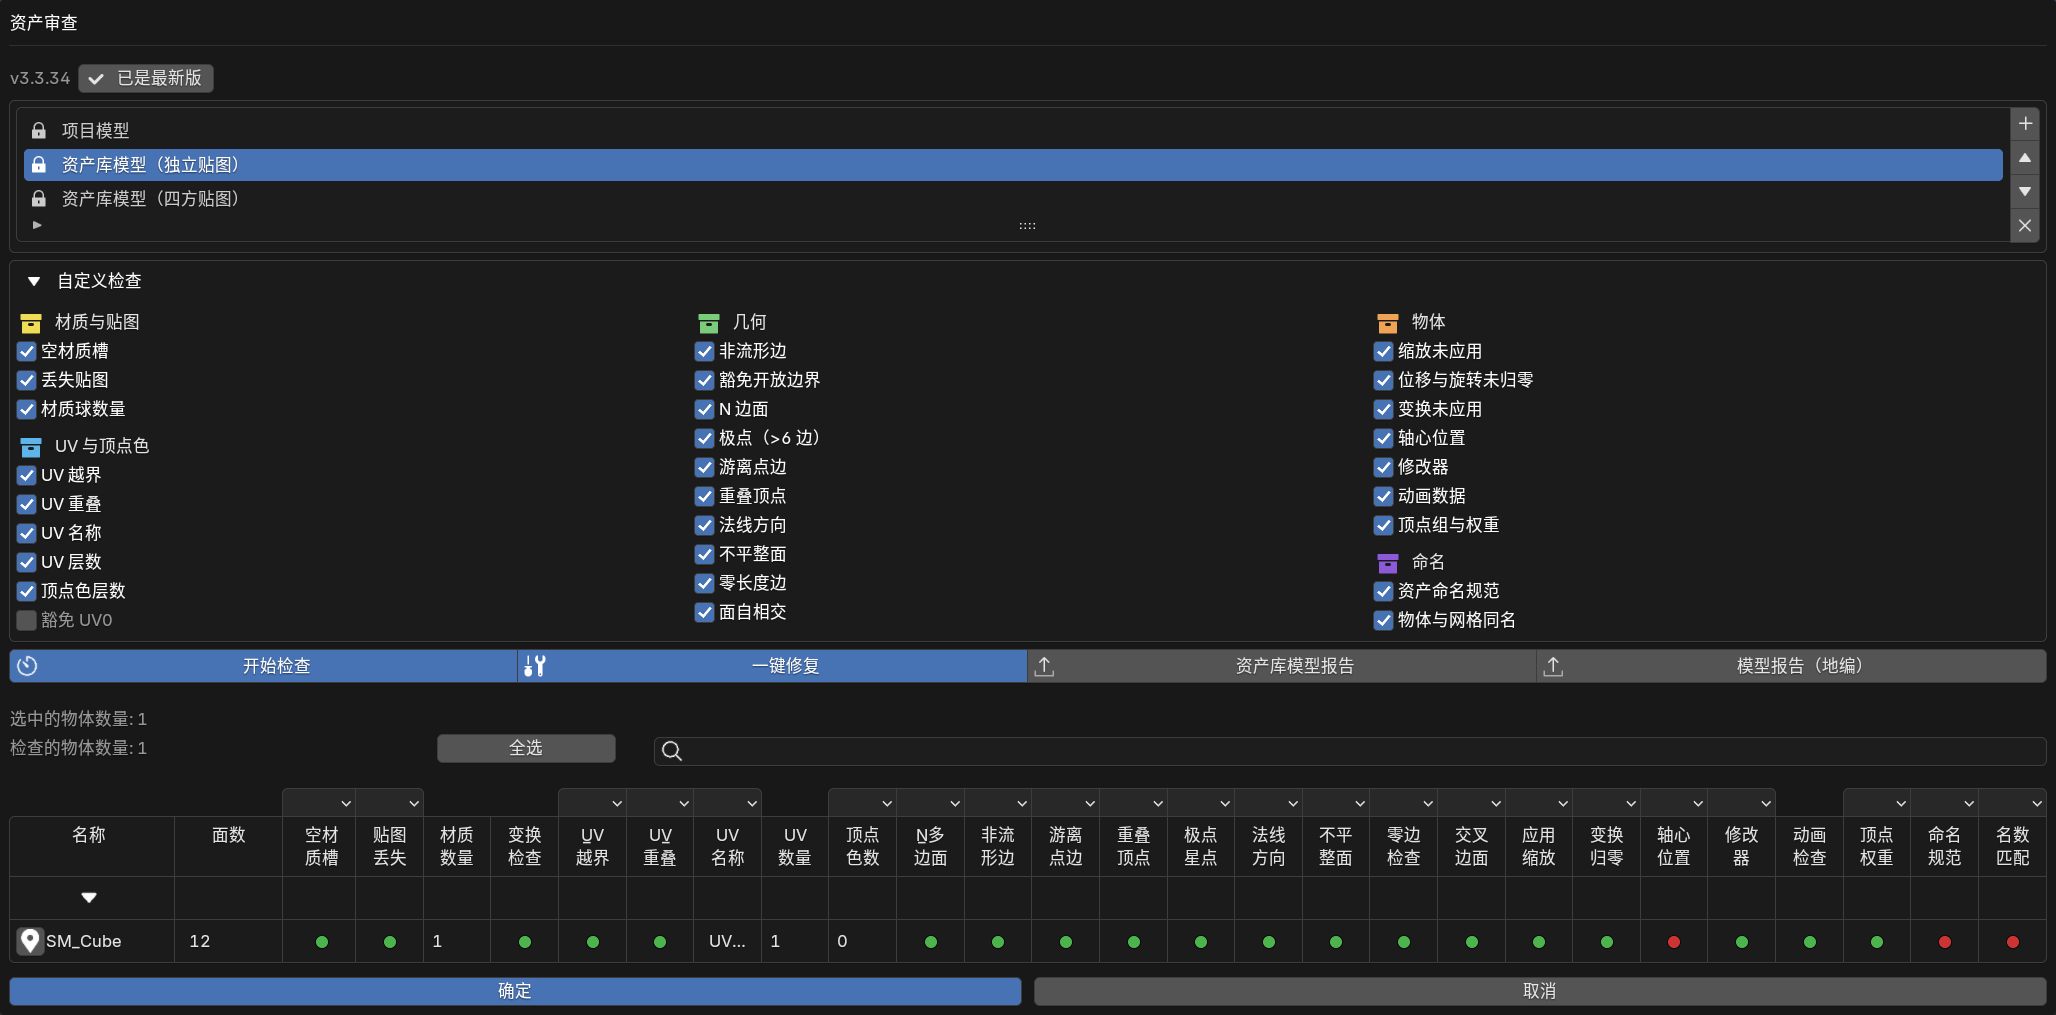 资产审查
v3.3.34 已是最新版
项目模型
资产库模型（独立贴图）
资产库模型（四方贴图）
自定义检查
材质与贴图
空材质槽
丢失贴图
材质球数量
UV 与顶点色
UV 越界
UV 重叠
UV 名称
UV 层数
顶点色层数
豁免 UV0
几何
非流形边
豁免开放边界
N 边面
极点（>6 边）
游离点边
重叠顶点
法线方向
不平整面
零长度边
面自相交
物体
缩放未应用
位移与旋转未归零
变换未应用
轴心位置
修改器
动画数据
顶点组与权重
命名
资产命名规范
物体与网格同名
开始检查 一键修复 资产库模型报告 模型报告（地编）
选中的物体数量: 1
检查的物体数量: 1
全选
名称 面数 空材质槽 贴图丢失 材质数量 变换检查 UV越界 UV重叠 UV名称 UV数量 顶点色数 N多边面 非流形边 游离点边 重叠顶点 极点星点 法线方向 不平整面 零边检查 交叉边面 应用缩放 变换归零 轴心位置 修改器 动画检查 顶点权重 命名规范 名数匹配
SM_Cube 12 1 UV... 1 0
确定 取消